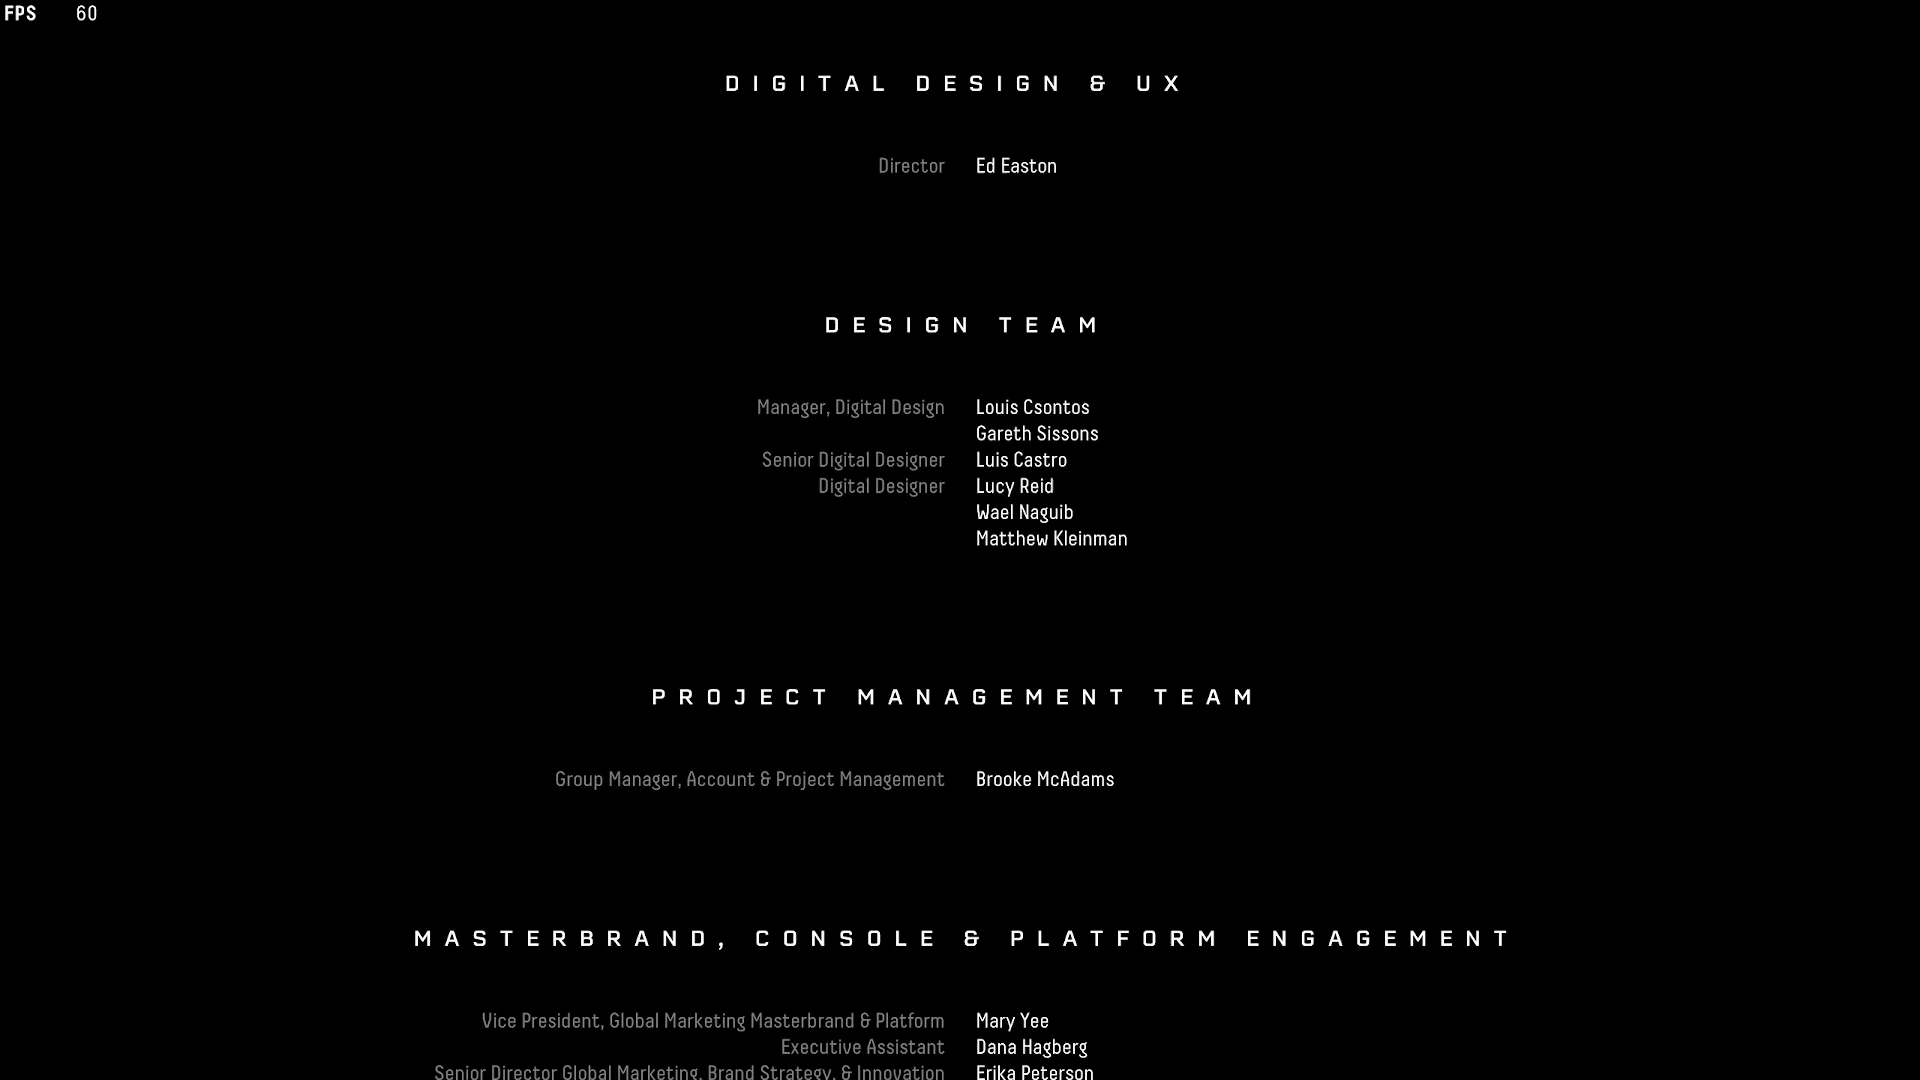 FPS 60
DIGITAL DESIGN & UX
Director Ed Easton
DESIGN TEAM
Manager, Digital Design Louis Csontos
Gareth Sissons
Senior Digital Designer Luis Castro
Digital Designer Lucy Reid
Wael Naguib
Matthew Kleinman
PROJECT MANAGEMENT TEAM
Group Manager, Account & Project Management Brooke McAdams
MASTERBRAND, CONSOLE & PLATFORM ENGAGEMENT
Vice President, Global Marketing Masterbrand & Platform Mary Yee
Executive Assistant Dana Hagberg
Senior Director Global Marketing, Brand Strategy, & Innovation Erika Peterson